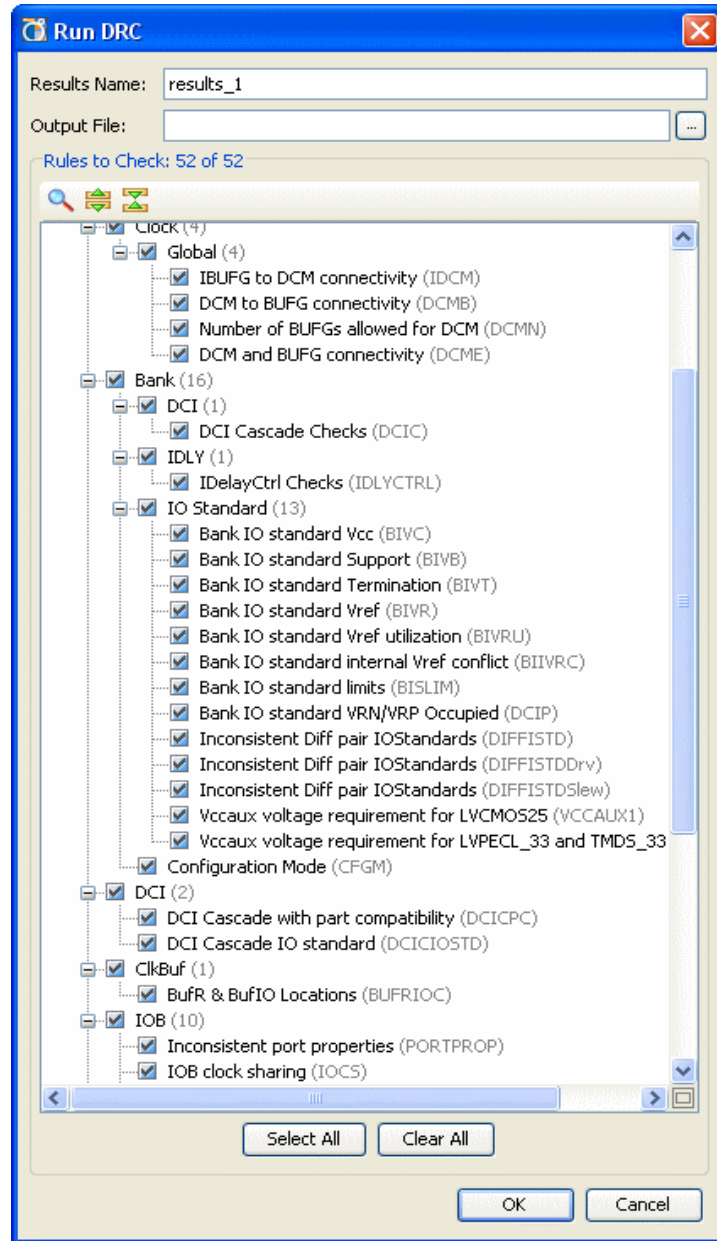 Run DRC
Results Name: results_1
Output File: ...
Rules to Check: 52 of 52
Clock (4)
Global (4)
IBUFG to DCM connectivity (IDCM)
DCM to BUFG connectivity (DCMB)
Number of BUFGs allowed for DCM (DCMN)
DCM and BUFG connectivity (DCME)
Bank (16)
DCI (1)
DCI Cascade Checks (DCIC)
IDLY (1)
IDelayCtrl Checks (IDLYCTRL)
IO Standard (13)
Bank IO standard Vcc (BIVC)
Bank IO standard Support (BIVB)
Bank IO standard Termination (BIVT)
Bank IO standard Vref (BIVR)
Bank IO standard Vref utilization (BIVRU)
Bank IO standard internal Vref conflict (BIIVRC)
Bank IO standard limits (BISLIM)
Bank IO standard VRN/VRP Occupied (DCIP)
Inconsistent Diff pair IOStandards (DIFFISTD)
Inconsistent Diff pair IOStandards (DIFFISTDDrv)
Inconsistent Diff pair IOStandards (DIFFISTDSlew)
Vccaux voltage requirement for LVCMOS25 (VCCAUX1)
Vccaux voltage requirement for LVPECL_33 and TMDS_33
Configuration Mode (CFGM)
DCI (2)
DCI Cascade with part compatibility (DCICPC)
DCI Cascade IO standard (DCICIOSTD)
ClkBuf (1)
BufR & BufIO Locations (BUFRIOC)
IOB (10)
Inconsistent port properties (PORTPROP)
IOB clock sharing (IOCS)
Select All Clear All
OK Cancel